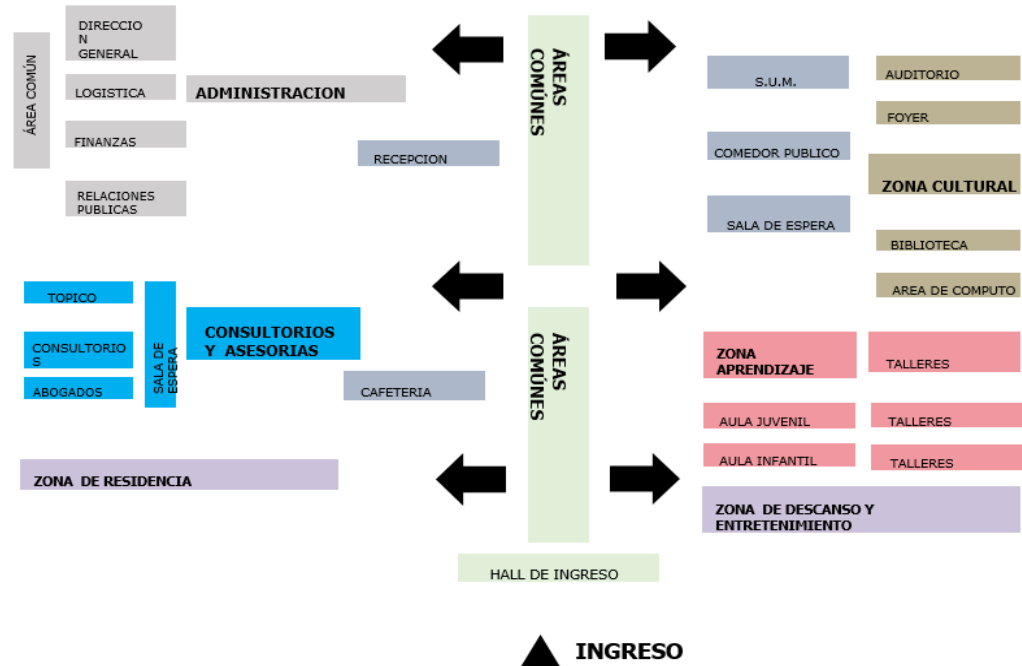 DIRECCIO
N
GENERAL
ÁREA COMÚN
LOGISTICA
ADMINISTRACION
FINANZAS
RECEPCION
RELACIONES
PUBLICAS
ÁREAS
COMÚNES
S.U.M.
AUDITORIO
FOYER
COMEDOR PUBLICO
ZONA CULTURAL
SALA DE ESPERA
BIBLIOTECA
AREA DE COMPUTO
TOPICO
CONSULTORIO
S
ABOGADOS
SALA DE
ESPERA
CONSULTORIOS
Y ASESORIAS
CAFETERIA
ÁREAS
COMÚNES
ZONA
APRENDIZAJE
TALLERES
AULA JUVENIL
TALLERES
AULA INFANTIL
TALLERES
ZONA DE RESIDENCIA
ZONA DE DESCANSO Y
ENTRETENIMIENTO
HALL DE INGRESO
INGRESO